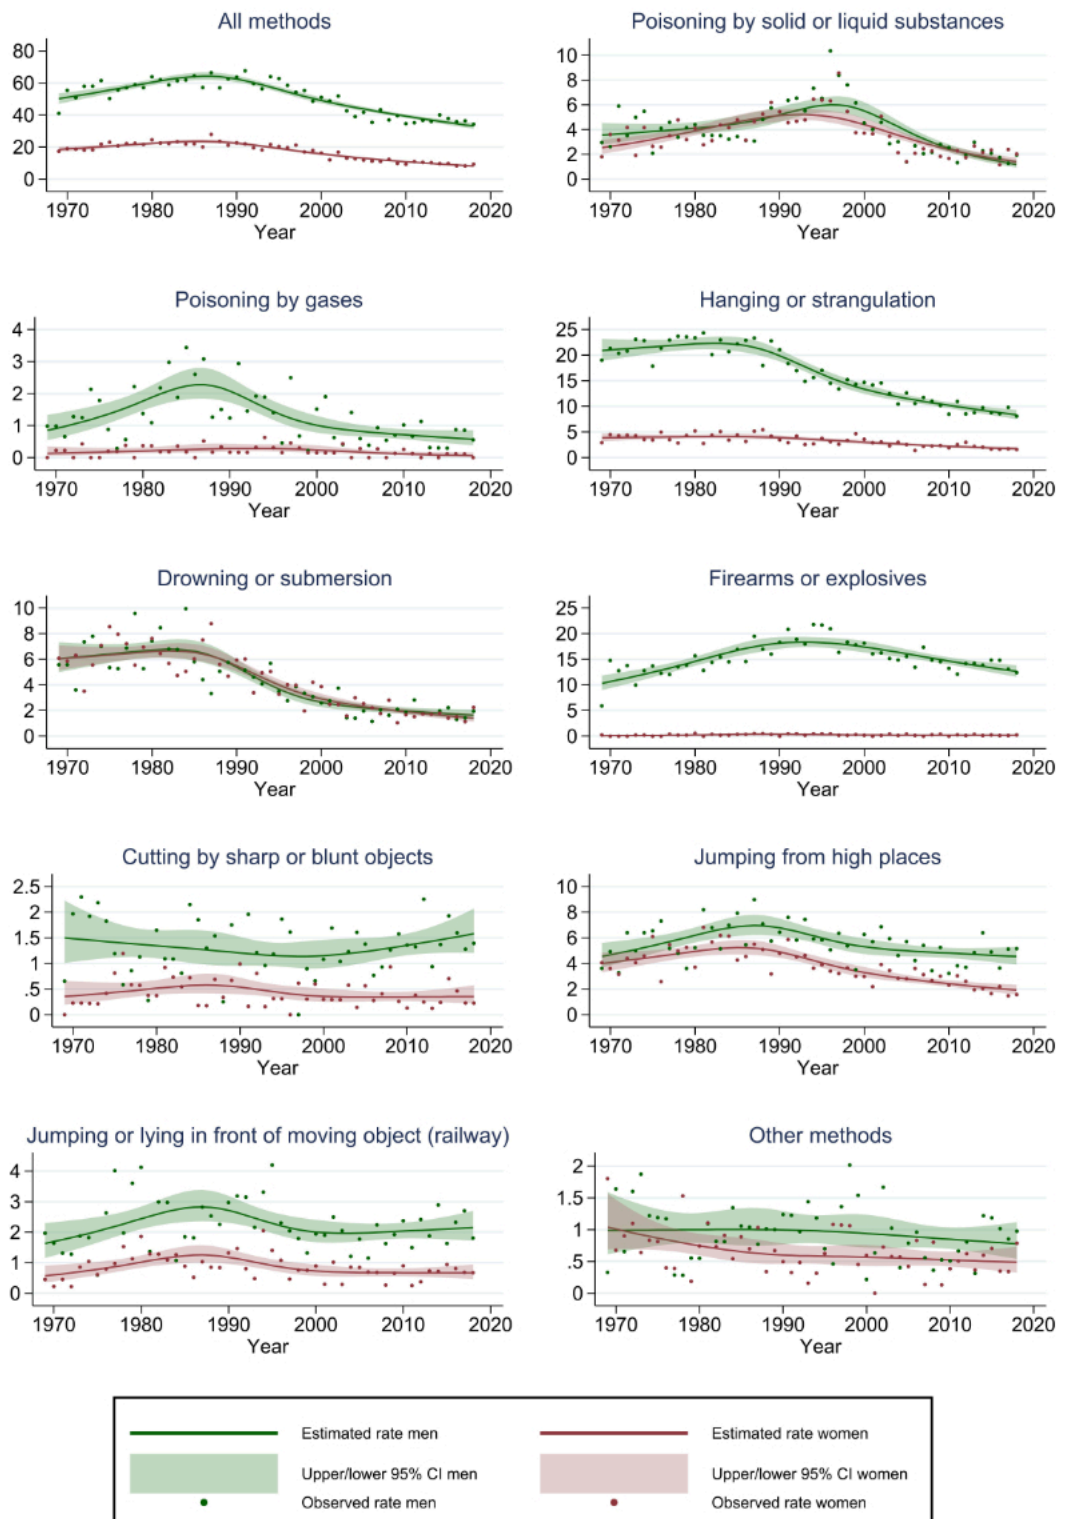 All methods
80
60
40
20
0
1970 1980 1990 2000 2010 2020
Year
Poisoning by solid or liquid substances
10
8
6
4
2
0
1970 1980 1990 2000 2010 2020
Year
Poisoning by gases
4
3
2
1
0
1970 1980 1990 2000 2010 2020
Year
Hanging or strangulation
25
20
15
10
5
0
1970 1980 1990 2000 2010 2020
Year
Drowning or submersion
10
8
6
4
2
0
1970 1980 1990 2000 2010 2020
Year
Firearms or explosives
25
20
15
10
5
0
1970 1980 1990 2000 2010 2020
Year
Cutting by sharp or blunt objects
2.5
2
1.5
1
.5
0
1970 1980 1990 2000 2010 2020
Year
Jumping from high places
10
8
6
4
2
0
1970 1980 1990 2000 2010 2020
Year
Jumping or lying in front of moving object (railway)
4
3
2
1
0
1970 1980 1990 2000 2010 2020
Year
Other methods
2
1.5
1
.5
0
1970 1980 1990 2000 2010 2020
Year
Estimated rate men
Estimated rate women
Upper/lower 95% CI men
Upper/lower 95% CI women
Observed rate men
Observed rate women